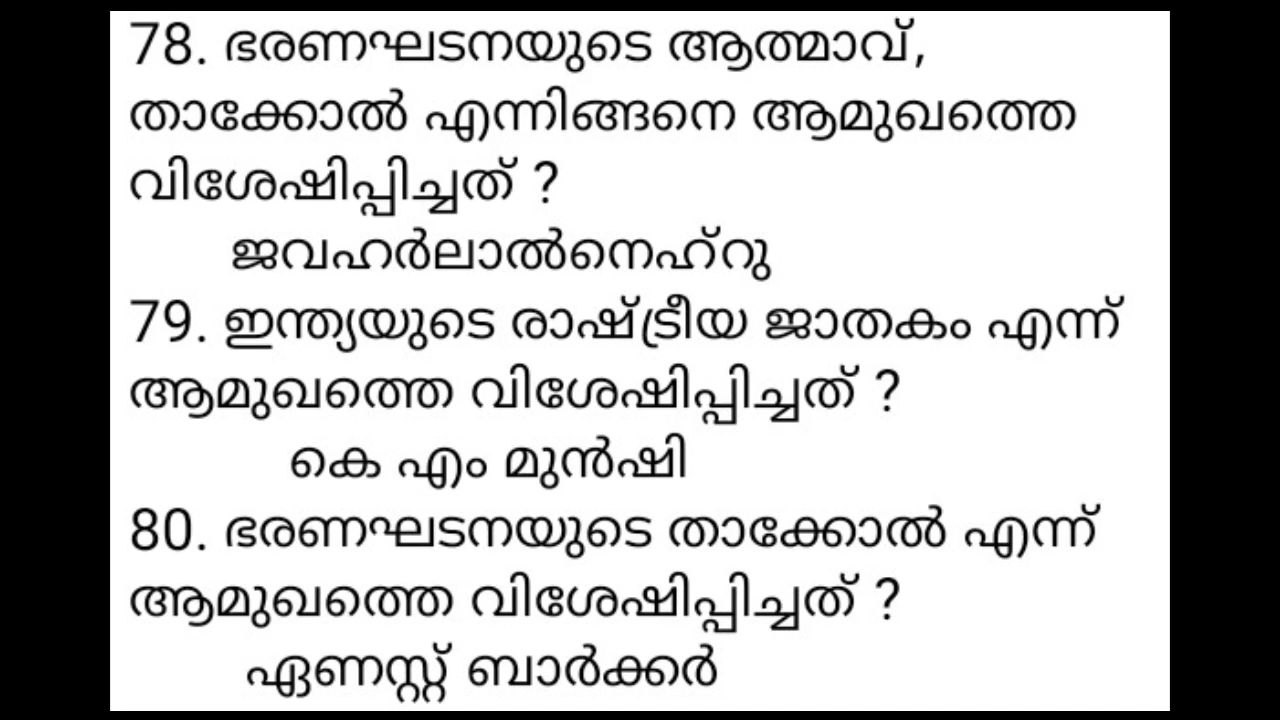 78. ഭരണഘടനയുടെ ആത്മാവ്,
താക്കോൽ എന്നിങ്ങനെ ആമുഖത്തെ
വിശേഷിപ്പിച്ചത് ?
ജവഹർലാൽനെഹ്റു
79. ഇന്ത്യയുടെ രാഷ്ട്രീയ ജാതകം എന്ന്
ആമുഖത്തെ വിശേഷിപ്പിച്ചത് ?
കെ എം മുൻഷി
80. ഭരണഘടനയുടെ താക്കോൽ എന്ന്
ആമുഖത്തെ വിശേഷിപ്പിച്ചത് ?
ഏണസ്റ്റ് ബാർക്കർ